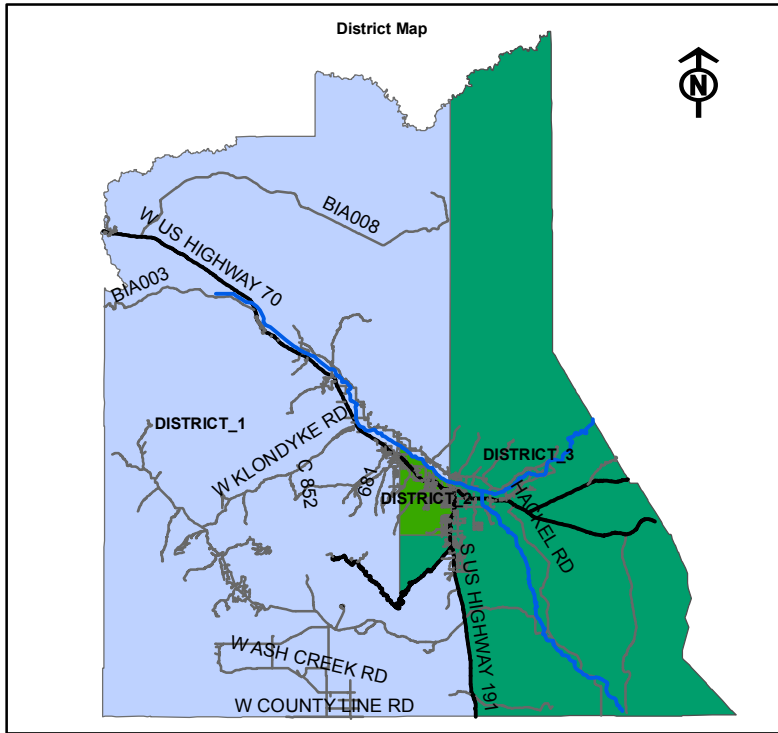 District Map
N
BIA008
W US HIGHWAY 70
BIA003
DISTRICT_1
W KLONDYKE RD
C 852
489
DISTRICT_3
DISTRICT_2
HACKEL RD
S US HIGHWAY 191
W ASH CREEK RD
W COUNTY LINE RD